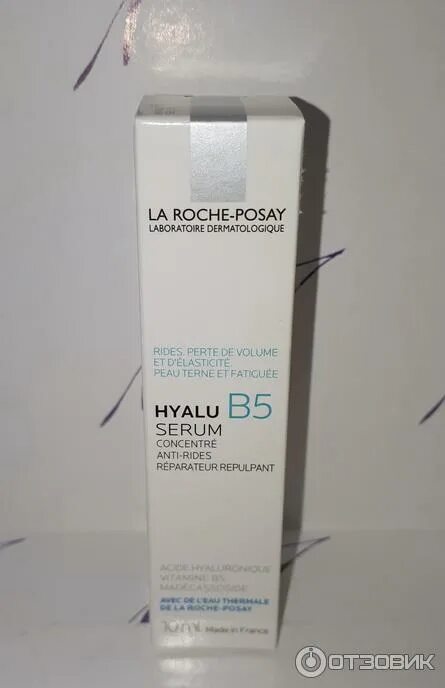 LA ROCHE-POSAY
LABORATOIRE DERMATOLOGIQUE
RIDES, PERTE DE VOLUME
ET D'ÉLASTICITÉ.
PEAU TERNE ET FATIGUÉE
HYALU B5
SERUM
CONCENTRÉ
ANTI-RIDES
RÉPARATEUR REPULPANT
ACIDE HYALURONIQUE
VITAMINE B5
MADÉCASSOSIDE
AVEC DE L'EAU THERMALE
DE LA ROCHE-POSAY
10 ml Made in France
ОТЗОВИК